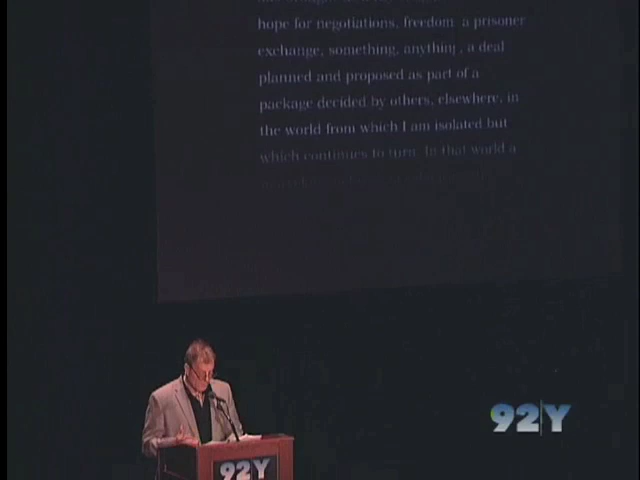 hope for negotiations, freedom, a prisoner
exchange, something, anything, a deal
planned and proposed as part of a
package decided by others, elsewhere, in
the world from which I am isolated but
which continues to turn. In that world a
92Y
92Y